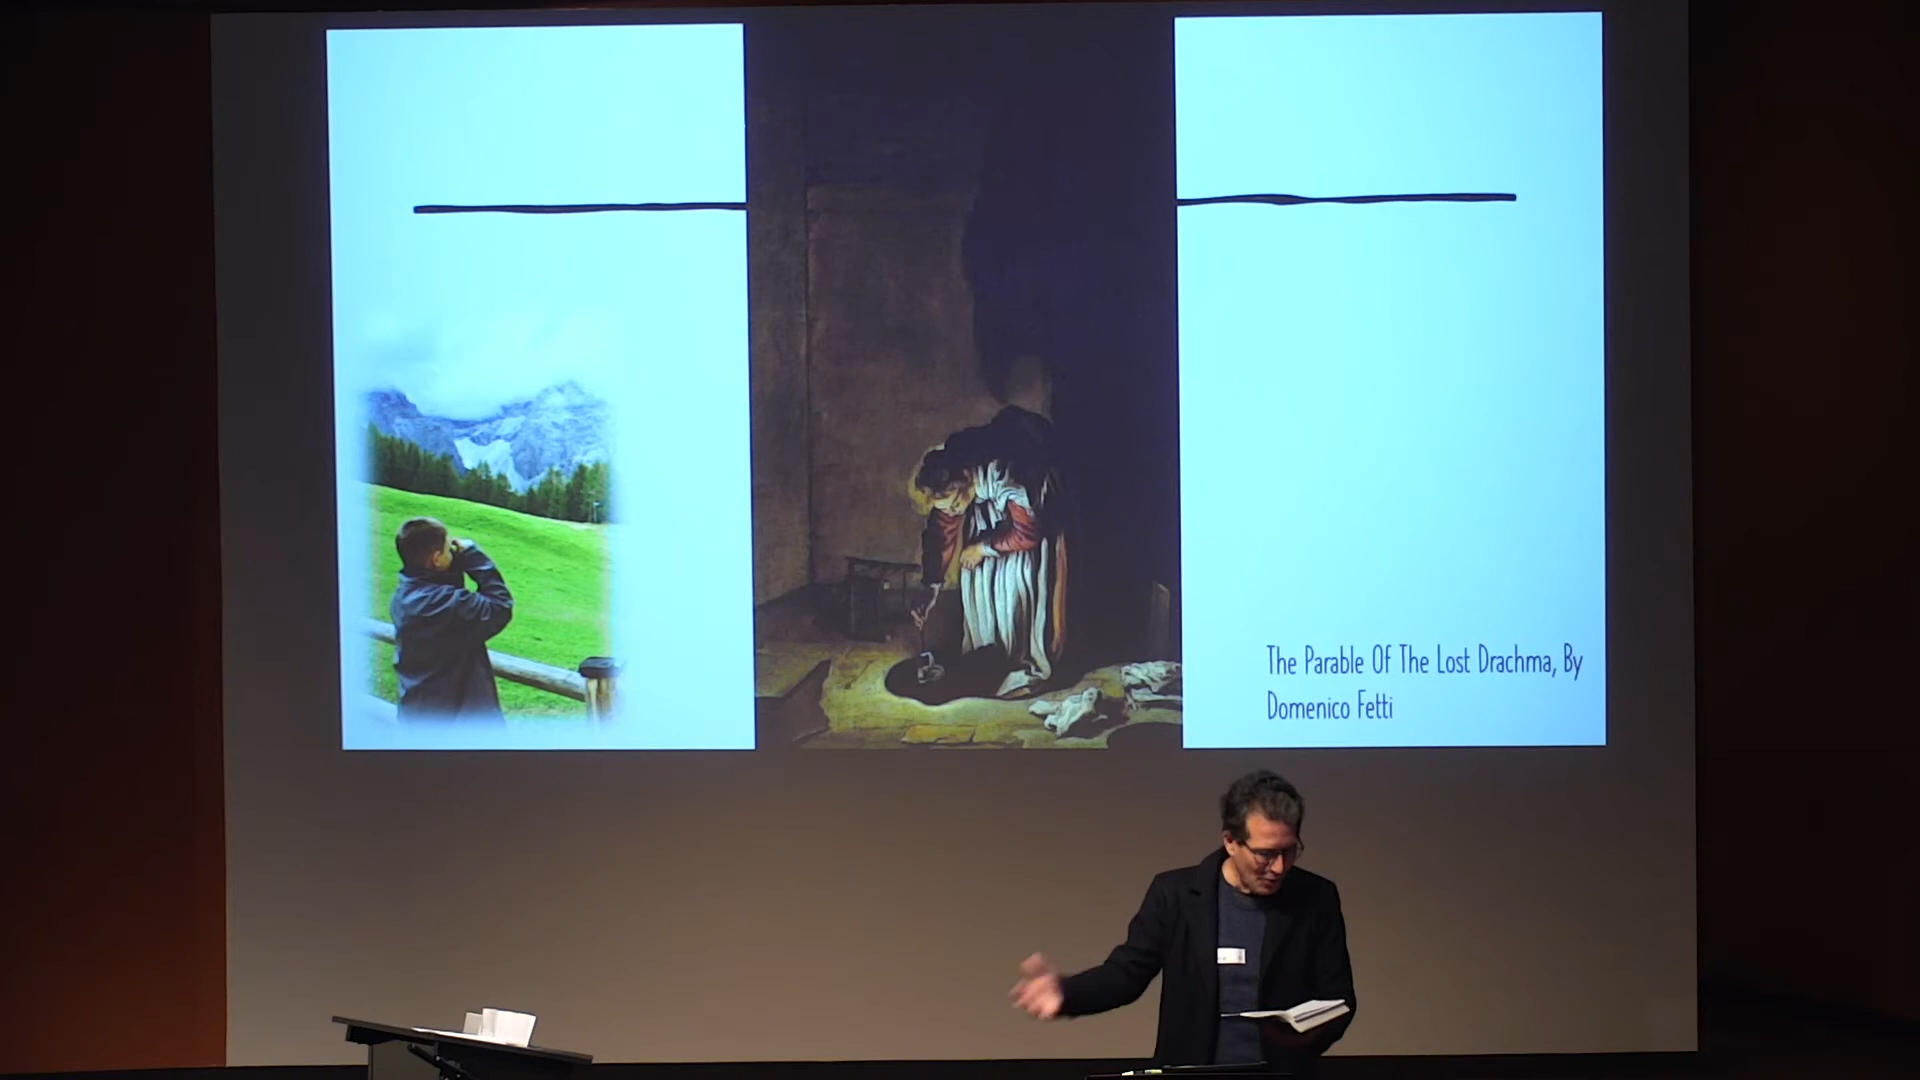 The Parable Of The Lost Drachma, By
Domenico Fetti